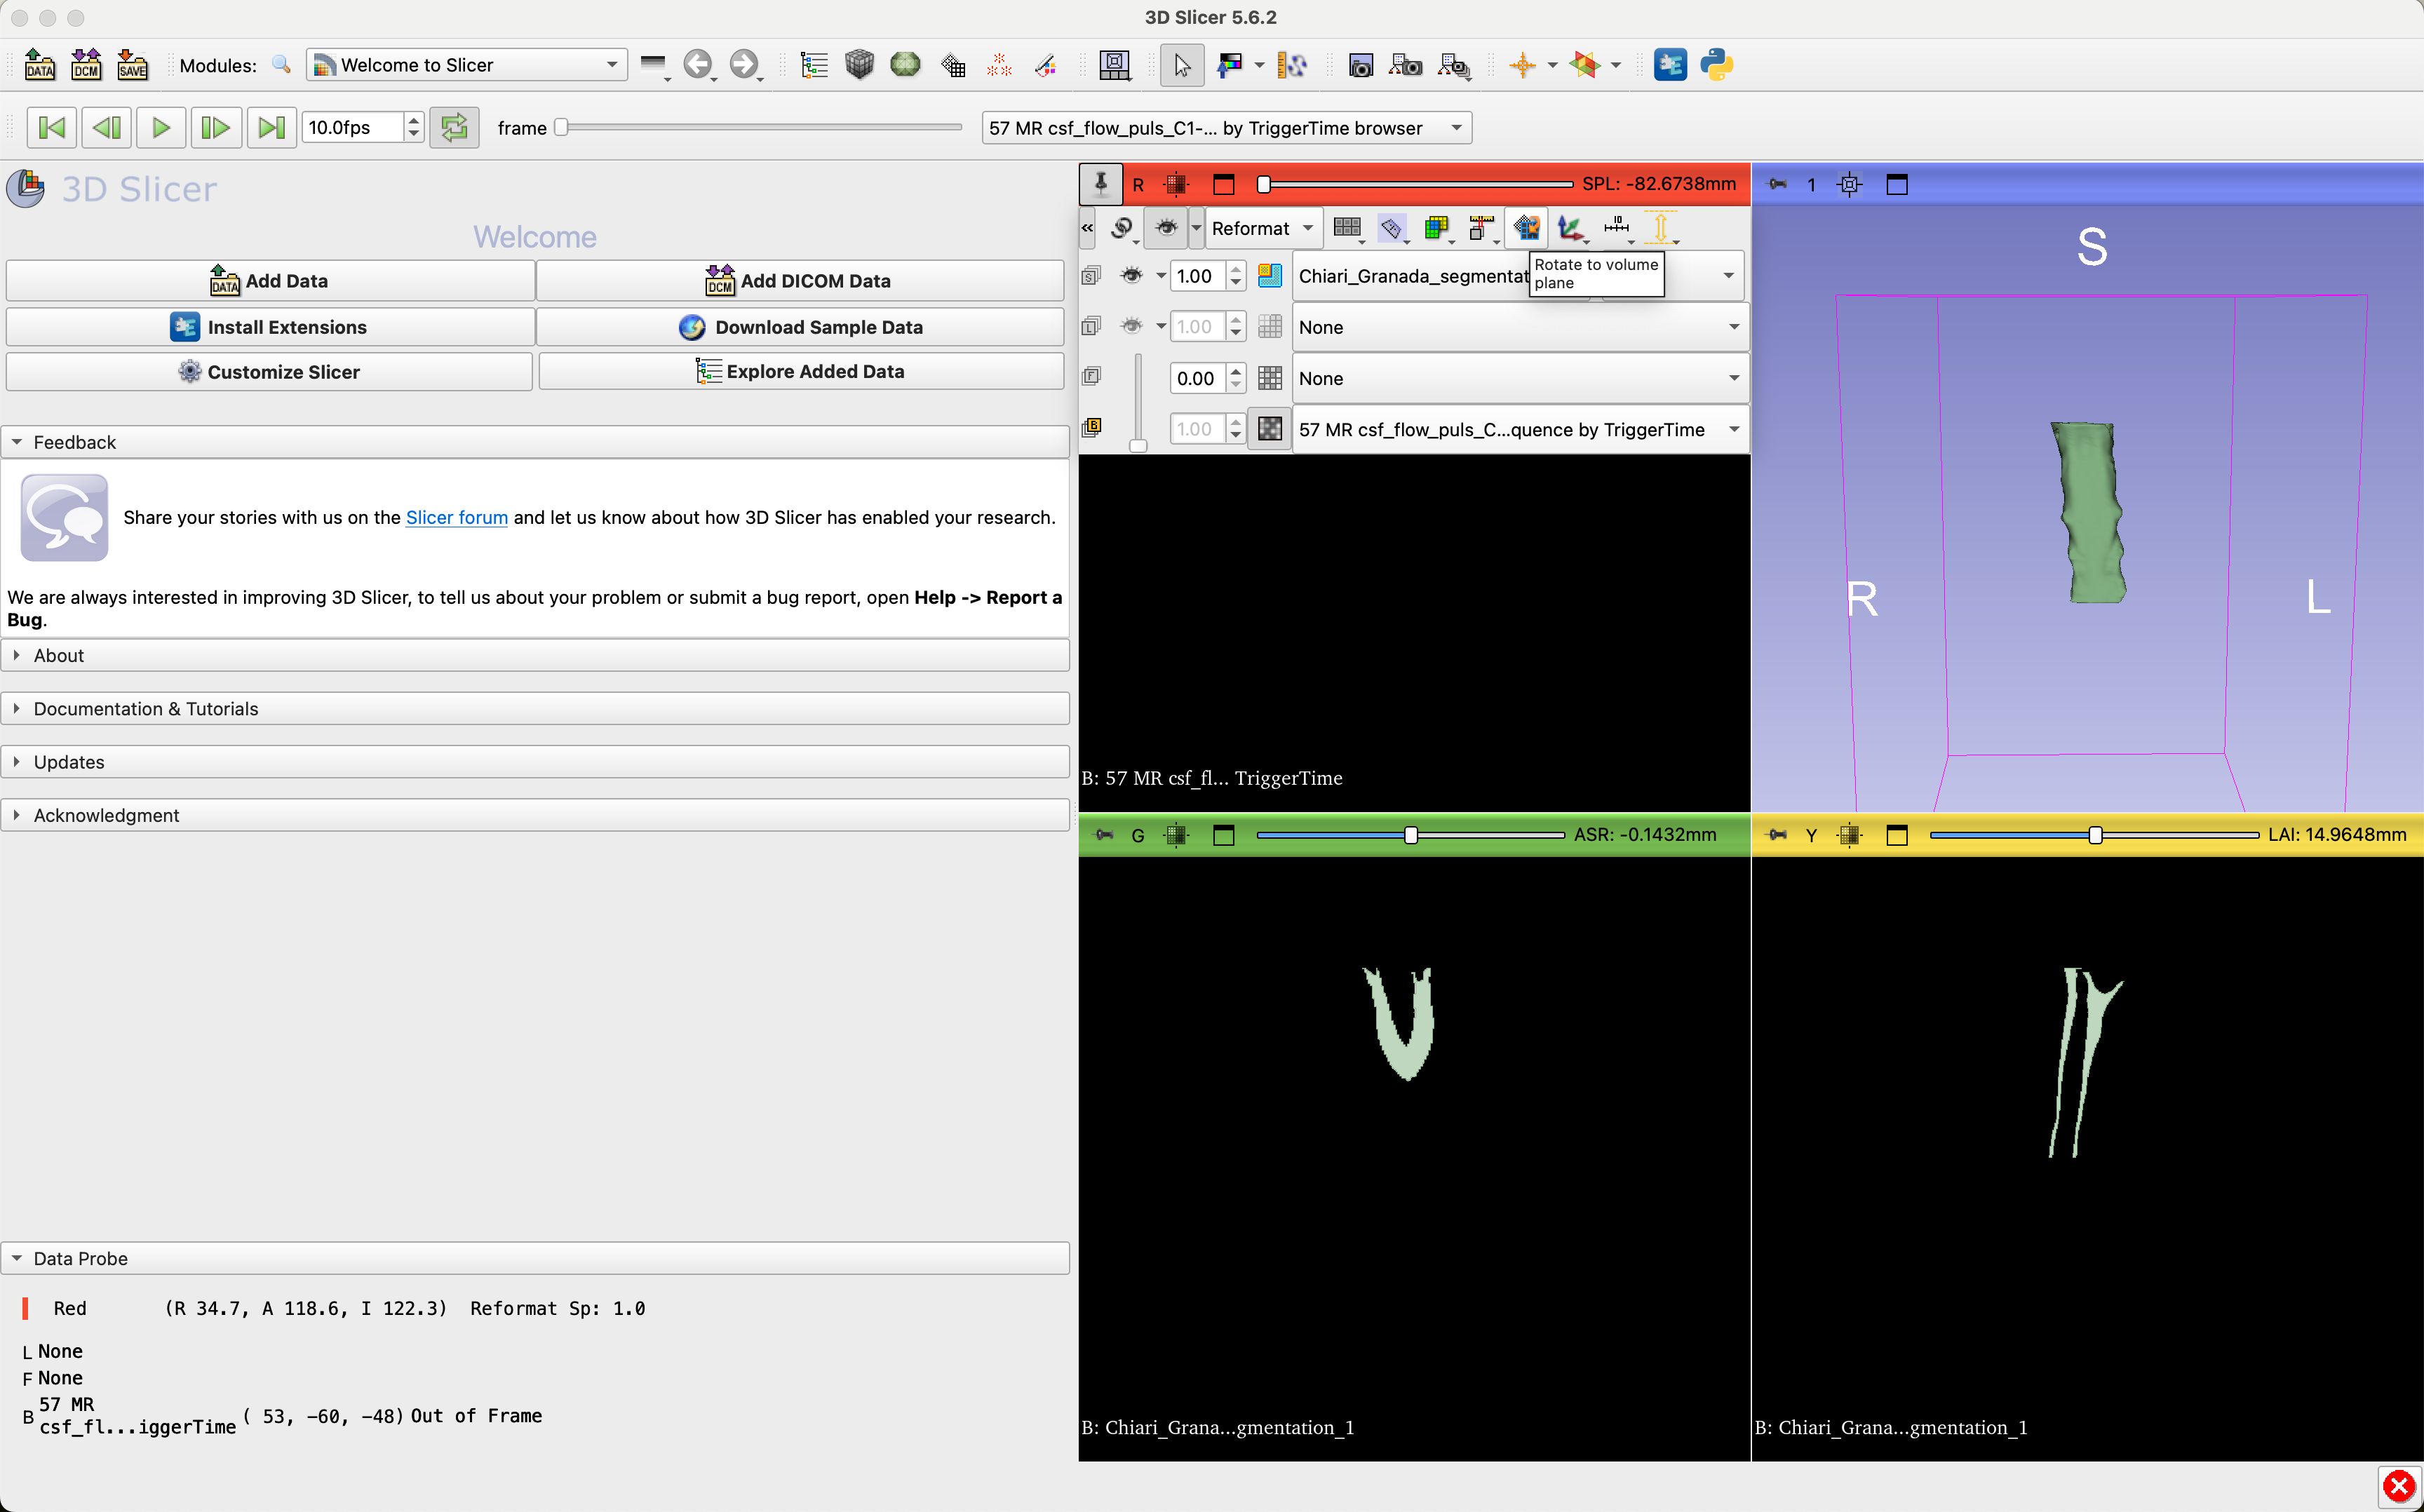 3D Slicer 5.6.2
DATA DCM SAVE Modules: Welcome to Slicer
10.0fps frame 57 MR csf_flow_puls_C1-... by TriggerTime browser
3D Slicer
Welcome
DATA Add Data DCM Add DICOM Data
Install Extensions Download Sample Data
Customize Slicer Explore Added Data
Feedback
Share your stories with us on the Slicer forum and let us know about how 3D Slicer has enabled your research.
We are always interested in improving 3D Slicer, to tell us about your problem or submit a bug report, open Help -> Report a
Bug.
About
Documentation & Tutorials
Updates
Acknowledgment
Data Probe
Red (R 34.7, A 118.6, I 122.3) Reformat Sp: 1.0
L None
F None
B 57 MR
csf_fl...iggerTime ( 53, -60, -48) Out of Frame
R SPL: -82.6738mm
« Reformat 10
S 1.00 Chiari_Granada_segmentat
Rotate to volume
plane
L 1.00 None
F 0.00 None
B 1.00 57 MR csf_flow_puls_C...quence by TriggerTime
B: 57 MR csf_fl... TriggerTime
1
S
R
L
G ASR: -0.1432mm
B: Chiari_Grana...gmentation_1
Y LAI: 14.9648mm
B: Chiari_Grana...gmentation_1